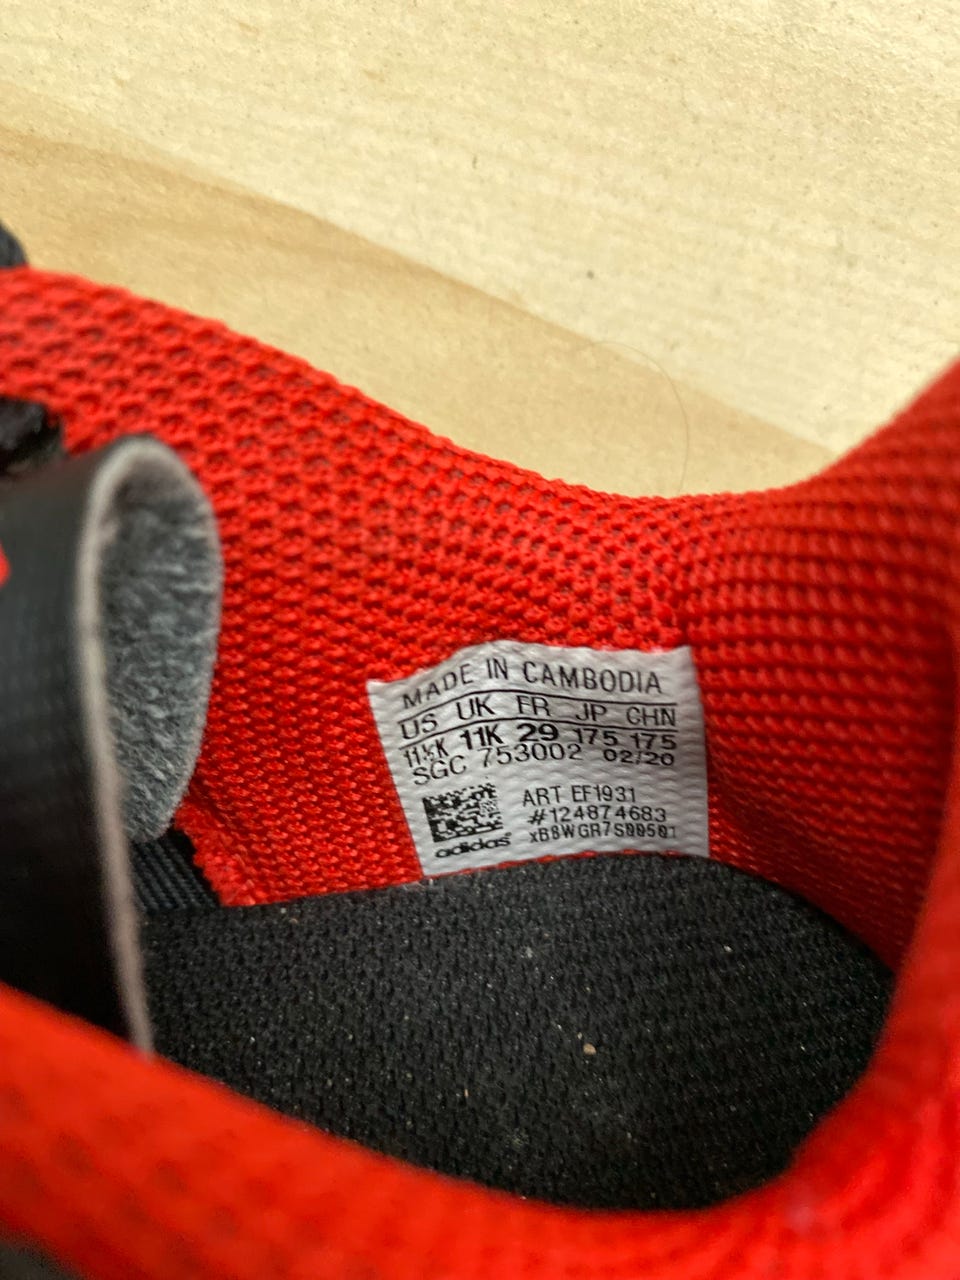 MADE IN CAMBODIA
US UK FR JP CHN
11½K 11K 29 175 175
SGC 753002 02/20
ART EF1931
#124874683
xB8WGR7S00501
adidas